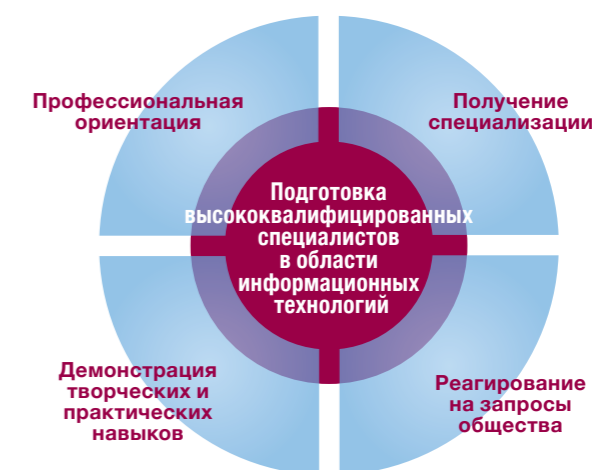 Профессиональная
ориентация
Получение
специализации
Подготовка
высококвалифицированных
специалистов
в области
информационных
технологий
Демонстрация
творческих и
практических
навыков
Реагирование
на запросы
общества